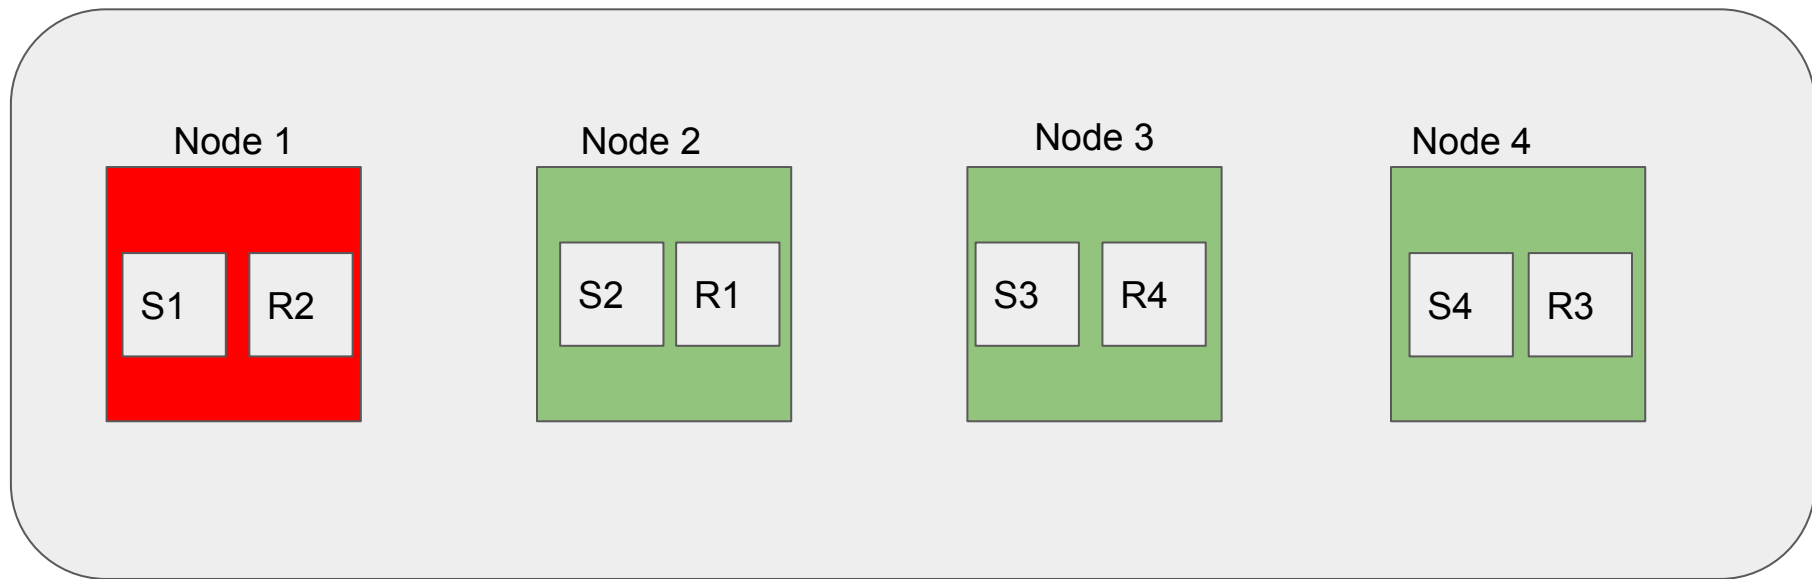 Node 1
Node 2
Node 3
Node 4
S1
R2
S2
R1
S3
R4
S4
R3